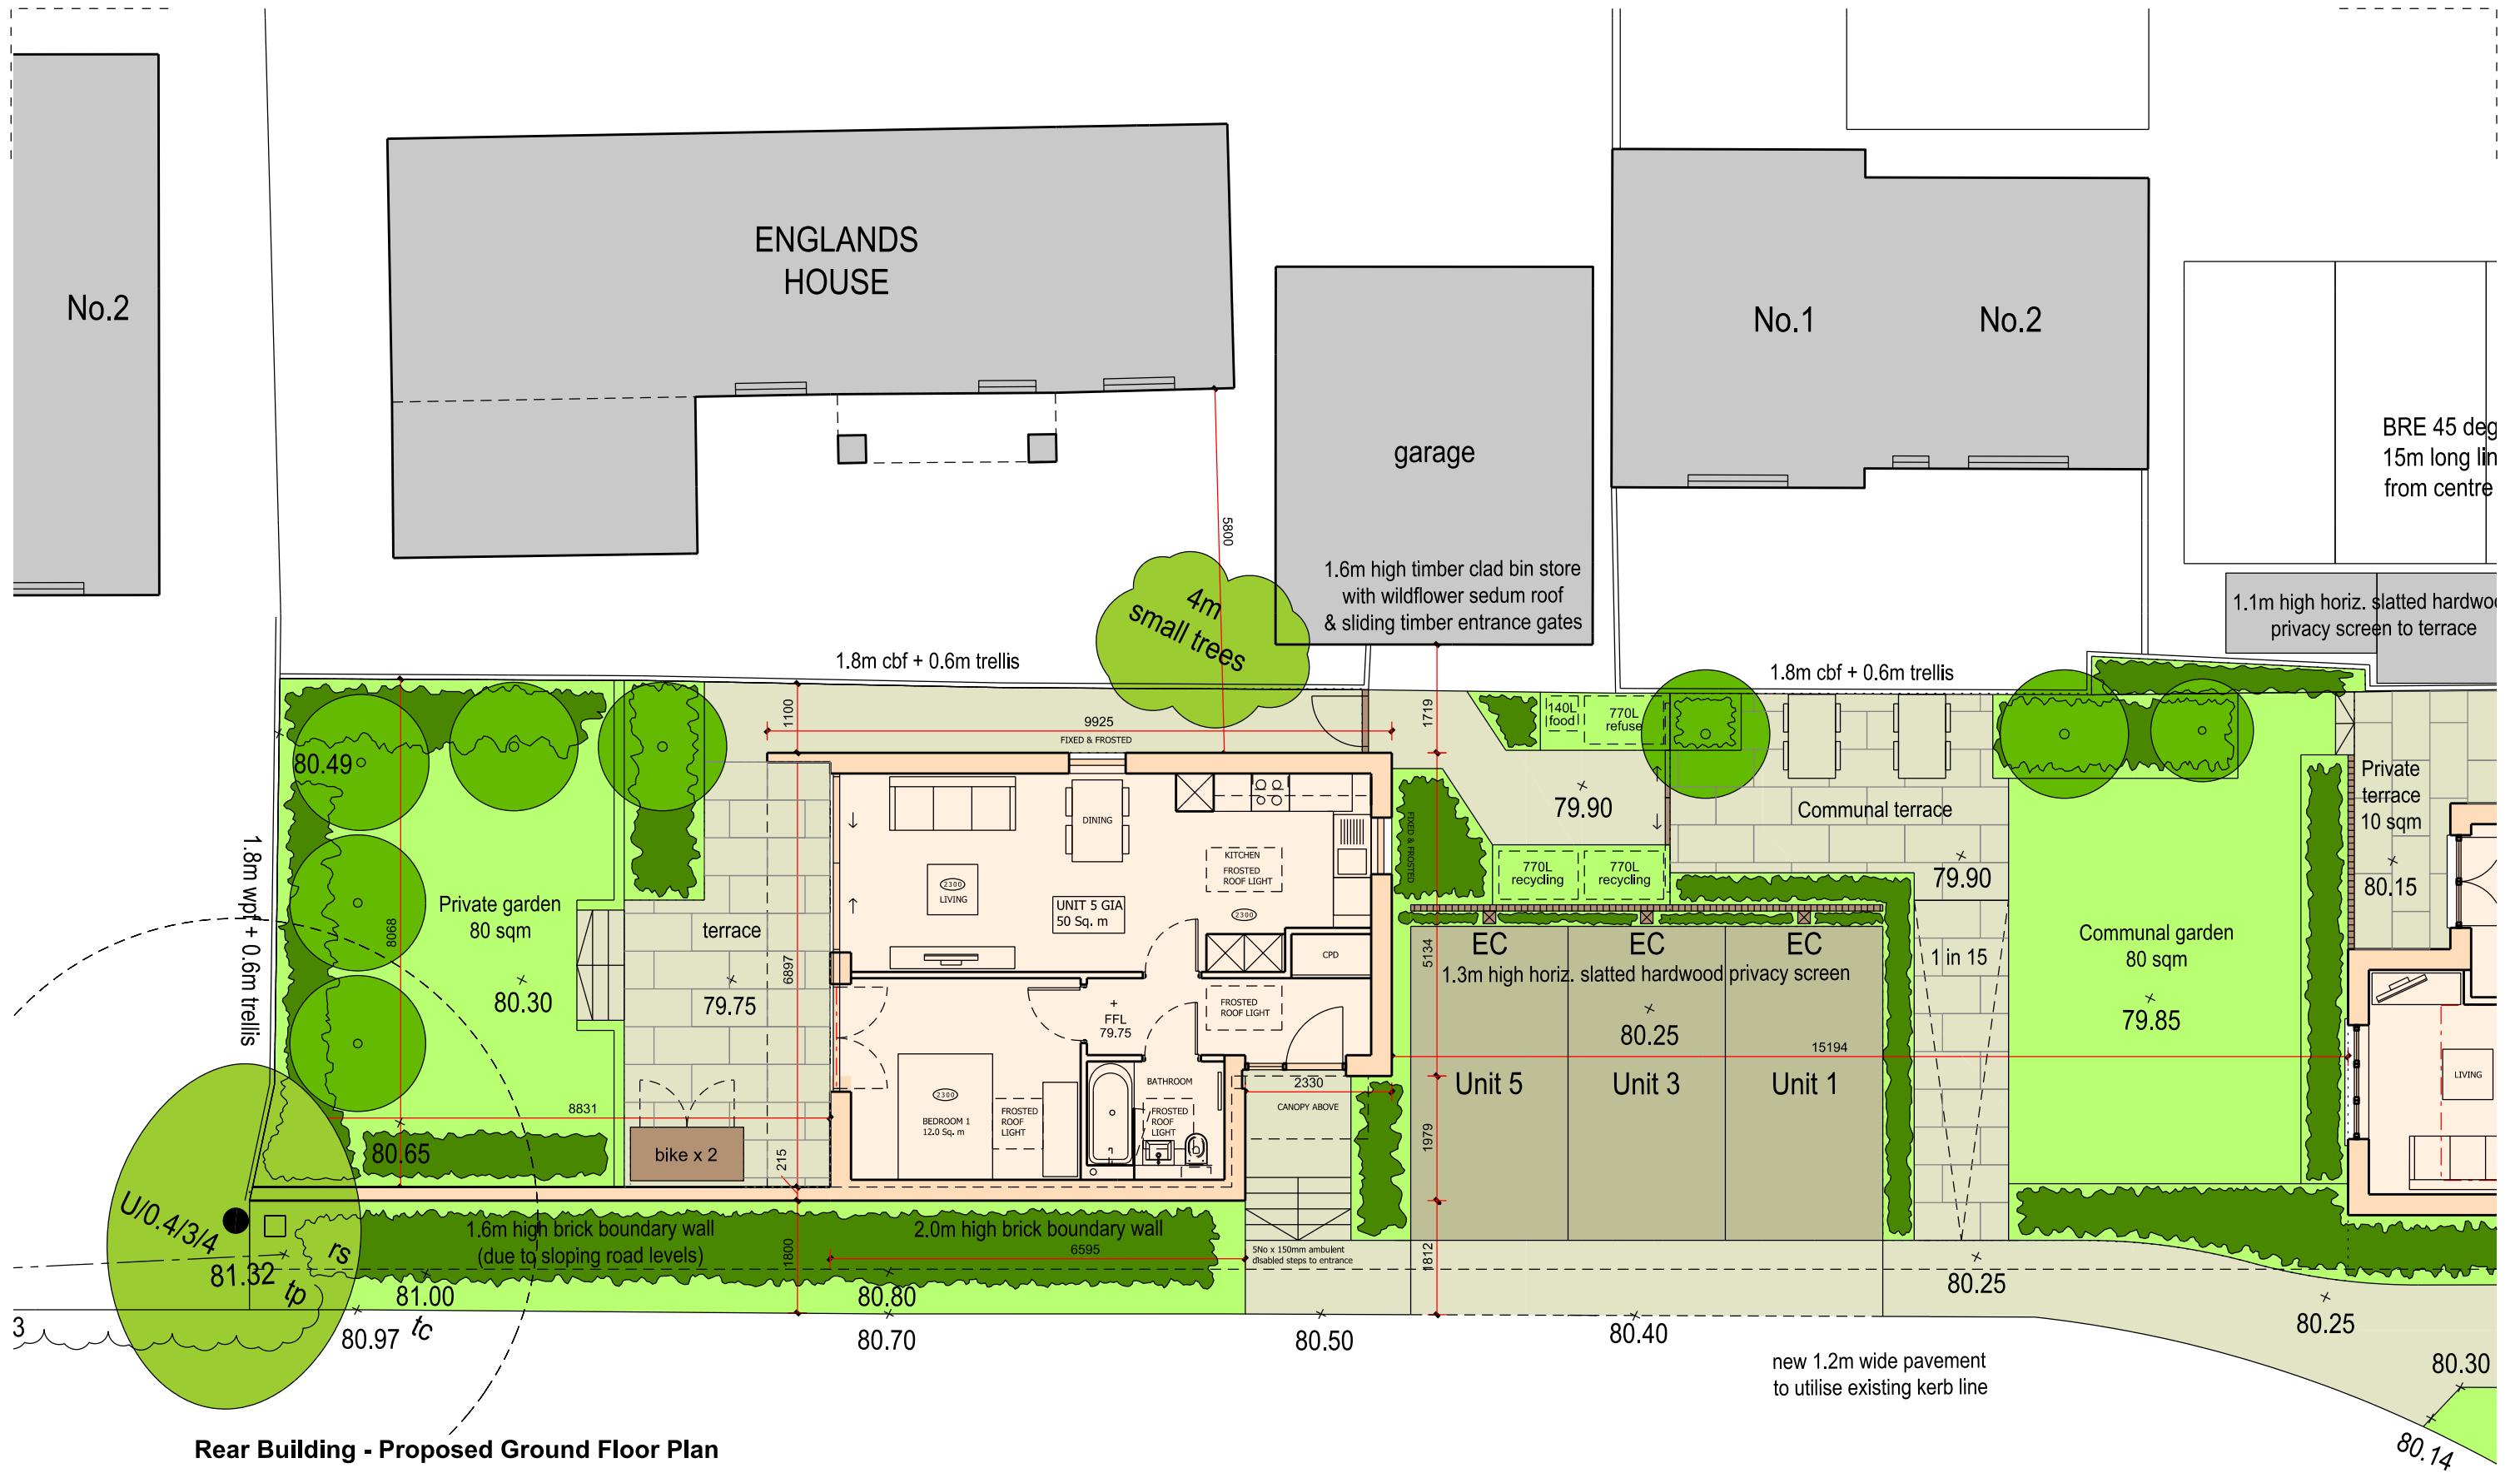 ENGLANDS
HOUSE
No.2
No.1
No.2
garage
BRE 45 deg
15m long lin
from centre
5800
1.6m high timber clad bin store
with wildflower sedum roof
& sliding timber entrance gates
4m
small trees
1.1m high horiz. slatted hardwoo
privacy screen to terrace
1.8m cbf + 0.6m trellis
1.8m cbf + 0.6m trellis
1100
9925
FIXED & FROSTED
1719
140L
food
770L
refuse
80.49
79.90
Communal terrace
Private
terrace
10 sqm
80.15
DINING
KITCHEN
FROSTED
ROOF LIGHT
2300
FIXED & FROSTED
770L
recycling
770L
recycling
79.90
1.8m wpf + 0.6m trellis
Private garden
80 sqm
8068
80.30
terrace
79.75
6897
2300
LIVING
UNIT 5 GIA
50 Sq. m
CPD
5134
EC
EC
EC
1.3m high horiz. slatted hardwood privacy screen
80.25
1 in 15
Communal garden
80 sqm
79.85
FFL
79.75
FROSTED
ROOF LIGHT
15194
Unit 5
Unit 3
Unit 1
LIVING
8831
2300
BEDROOM 1
12.0 Sq. m
FROSTED
ROOF
LIGHT
BATHROOM
FROSTED
ROOF
LIGHT
2330
CANOPY ABOVE
1979
80.65
bike x 2
215
U/0.4/3/4
rs
81.32
tp
1.6m high brick boundary wall
(due to sloping road levels)
2.0m high brick boundary wall
1800
6595
5No x 150mm ambulent
disabled steps to entrance
1812
80.25
81.00
80.80
80.25
3
80.97
tc
80.70
80.50
80.40
new 1.2m wide pavement
to utilise existing kerb line
80.30
80.14
Rear Building - Proposed Ground Floor Plan